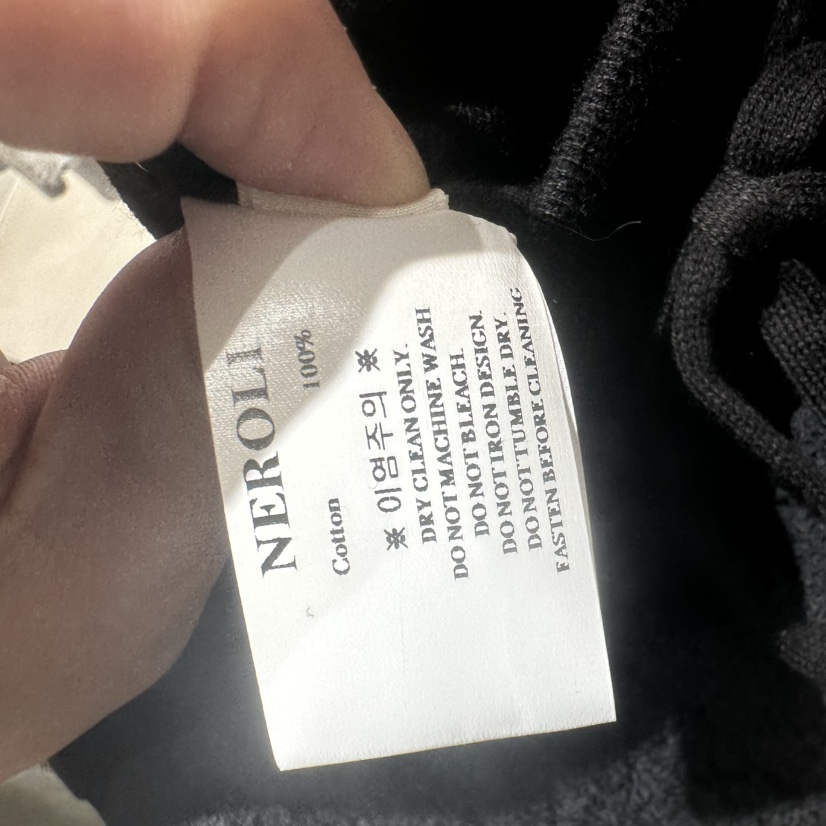 NEROLI
Cotton 100%
※ 이염주의 ※
DRY CLEAN ONLY.
DO NOT MACHINE WASH
DO NOT BLEACH.
DO NOT IRON DESIGN.
DO NOT TUMBLE DRY.
FASTEN BEFORE CLEANING